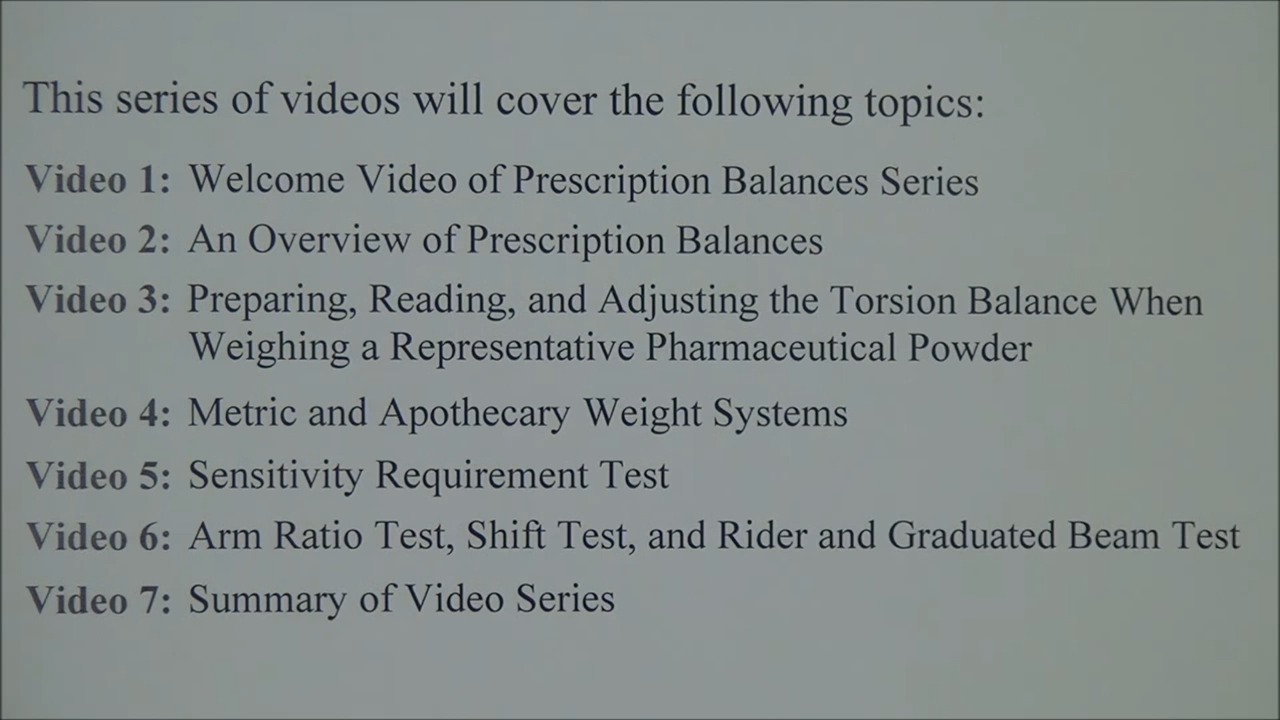 This series of videos will cover the following topics:
Video 1: Welcome Video of Prescription Balances Series
Video 2: An Overview of Prescription Balances
Video 3: Preparing, Reading, and Adjusting the Torsion Balance When
Weighing a Representative Pharmaceutical Powder
Video 4: Metric and Apothecary Weight Systems
Video 5: Sensitivity Requirement Test
Video 6: Arm Ratio Test, Shift Test, and Rider and Graduated Beam Test
Video 7: Summary of Video Series